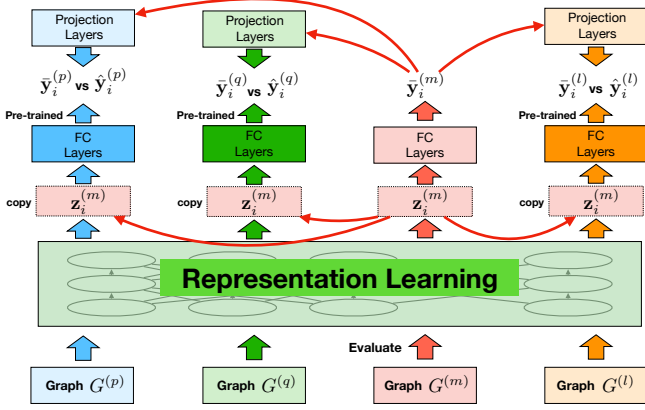 Projection
Layers
Projection
Layers
Projection
Layers
ȳ_i^(p) vs ŷ_i^(p)
ȳ_i^(q) vs ŷ_i^(q)
ȳ_i^(m)
ȳ_i^(l) vs ŷ_i^(l)
Pre-trained
Pre-trained
Pre-trained
FC
Layers
FC
Layers
FC
Layers
FC
Layers
copy
z_i^(m)
copy
z_i^(m)
z_i^(m)
copy
z_i^(m)
Representation Learning
Evaluate
Graph G^(p)
Graph G^(q)
Graph G^(m)
Graph G^(l)